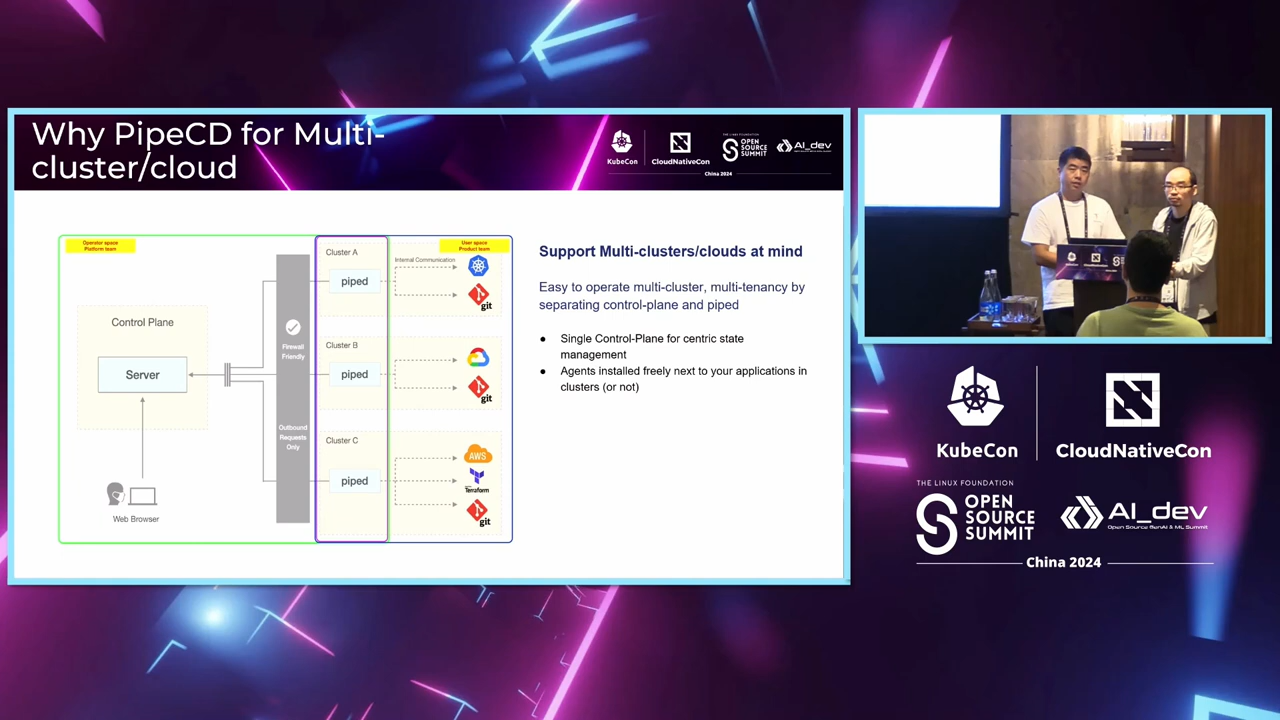 Why PipeCD for Multi-
cluster/cloud
KubeCon
CloudNativeCon
THE LINUX FOUNDATION
OPEN
SOURCE
SUMMIT
AI_dev
China 2024
Operator space
Platform team
User space
Product team
Control Plane
Server
Web Browser
Firewall
Friendly
Outbound
Requests
Only
Cluster A
piped
Internal Communication
git
Cluster B
piped
git
Cluster C
piped
AWS
Terraform
git
Support Multi-clusters/clouds at mind
Easy to operate multi-cluster, multi-tenancy by
separating control-plane and piped
● Single Control-Plane for centric state
management
● Agents installed freely next to your applications in
clusters (or not)
KubeCon
CloudNativeCon
THE LINUX FOUNDATION
OPEN
SOURCE
SUMMIT
AI_dev
Open Source GenAI & ML Summit
China 2024